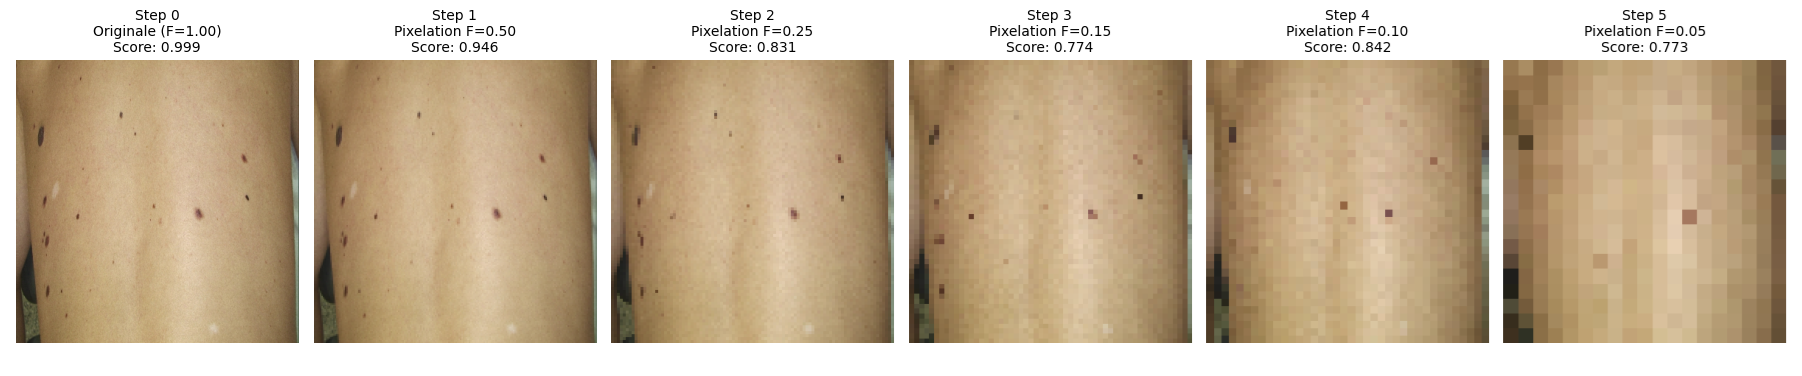 Step 0
Originale (F=1.00)
Score: 0.999
Step 1
Pixelation F=0.50
Score: 0.946
Step 2
Pixelation F=0.25
Score: 0.831
Step 3
Pixelation F=0.15
Score: 0.774
Step 4
Pixelation F=0.10
Score: 0.842
Step 5
Pixelation F=0.05
Score: 0.773